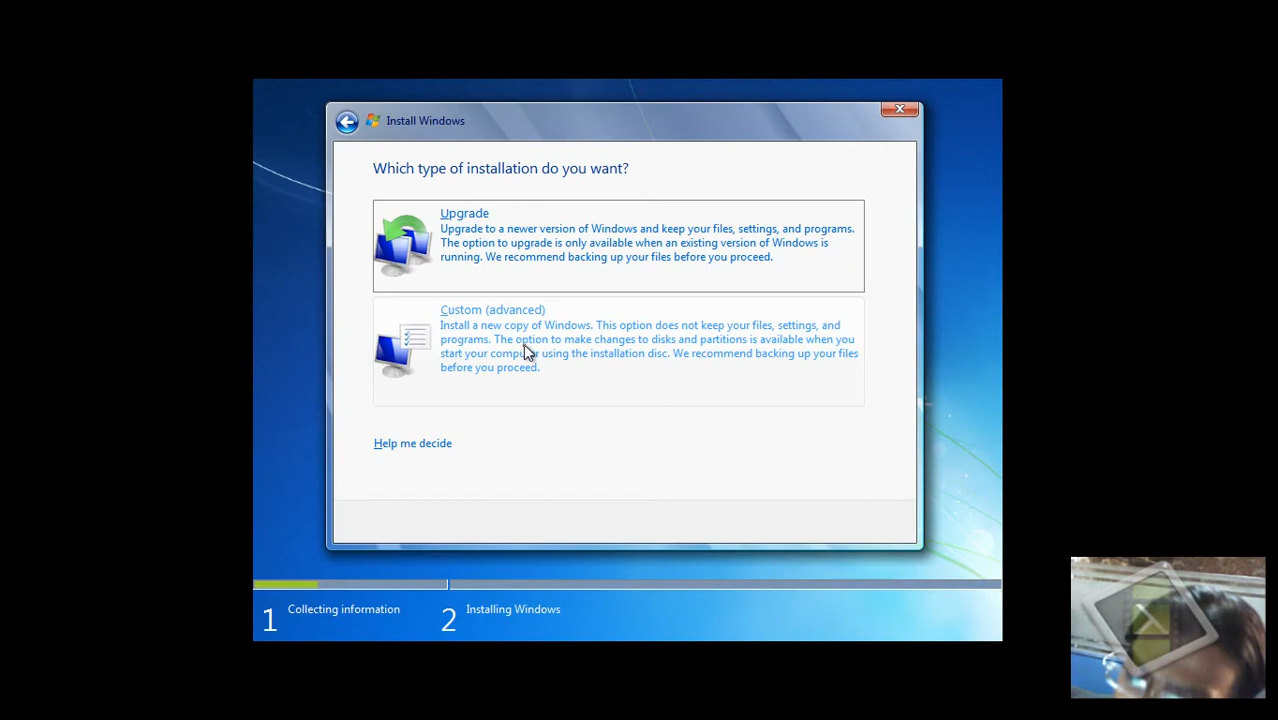 Install Windows
Which type of installation do you want?
Upgrade
Upgrade to a newer version of Windows and keep your files, settings, and programs.
The option to upgrade is only available when an existing version of Windows is
running. We recommend backing up your files before you proceed.
Custom (advanced)
Install a new copy of Windows. This option does not keep your files, settings, and
programs. The option to make changes to disks and partitions is available when you
start your computer using the installation disc. We recommend backing up your files
before you proceed.
Help me decide
1 Collecting information
2 Installing Windows